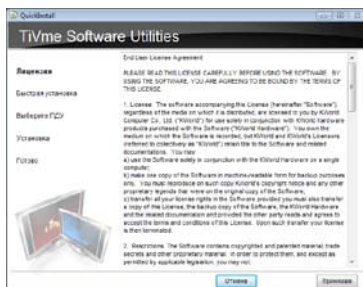 QuickInstall
TiVme Software Utilities
Лицензия
Быстрая установка
Выберите ПДУ
Установка
Готово
End User License Agreement
PLEASE READ THIS LICENSE CAREFULLY BEFORE USING THE SOFTWARE. BY
USING THE SOFTWARE, YOU ARE AGREEING TO BE BOUND BY THE TERMS OF
THIS LICENSE.
1. License. The software accompanying this License (hereinafter "Software"),
regardless of the media on which it is distributed, are licensed to you by KWorld
Computer Co., Ltd. ("KWorld") for use solely in conjunction with the KWorld hardware
produce purchased with the Software ("KWorld Hardware"). You own the
medium on which the Software is recorded, but KWorld and KWorld's Licensors
(referred to collectively as "KWorld") retain title to the Software and related
documentations. You may:
a) use the Software solely in conjunction with the KWorld Hardware on a single
computer;
b) make one copy of the Software in machine-readable form for backup purposes
only. You must reproduce on such copy KWorld's copyright notice and any other
proprietary legends that were on the original copy of the Software;
c) transfer all your license rights in the Software provided you must also transfer
a copy of this License, the backup copy of the Software, the KWorld Hardware
and the related documentation and provided the other party reads and agrees to
accept the terms and conditions of this License. Upon such transfer your license
is then terminated.
2. Restrictions. The Software contains copyrighted and patented material, trade
secrets and other proprietary material. In order to protect them, and except as
permitted by applicable legislation, you may not:
Отмена
Принимаю